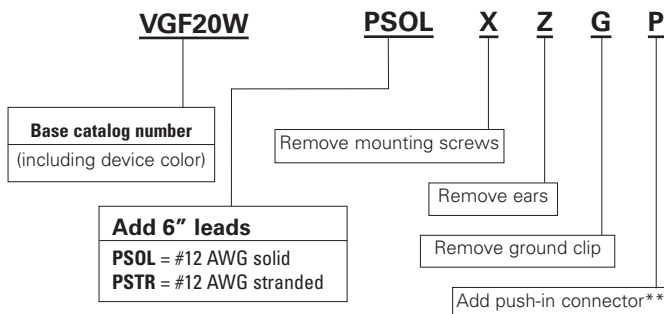 VGF20W PSOL X Z G P
Base catalog number
(including device color)
Remove mounting screws
Remove ears
Add 6” leads
PSOL = #12 AWG solid
PSTR = #12 AWG stranded
Remove ground clip
Add push-in connector**